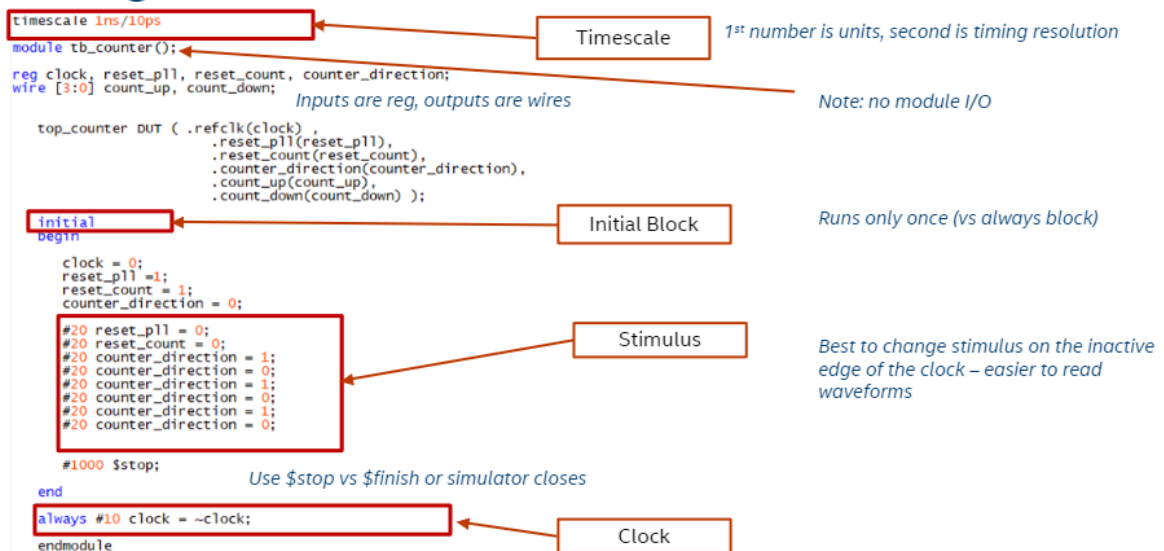 timescale 1ns/10ps
Timescale
1st number is units, second is timing resolution
module tb_counter();
reg clock, reset_pll, reset_count, counter_direction;
wire [3:0] count_up, count_down;
Inputs are reg, outputs are wires
Note: no module I/O
top_counter DUT ( .refclk(clock) ,
.reset_pll(reset_pll),
.reset_count(reset_count),
.counter_direction(counter_direction),
.count_up(count_up),
.count_down(count_down) );
initial
Initial Block
Runs only once (vs always block)
begin
clock = 0;
reset_pll =1;
reset_count = 1;
counter_direction = 0;
#20 reset_pll = 0;
#20 reset_count = 0;
#20 counter_direction = 1;
#20 counter_direction = 0;
#20 counter_direction = 1;
#20 counter_direction = 0;
#20 counter_direction = 1;
#20 counter_direction = 0;
Stimulus
Best to change stimulus on the inactive
edge of the clock – easier to read
waveforms
#1000 $stop;
Use $stop vs $finish or simulator closes
end
always #10 clock = ~clock;
Clock
endmodule